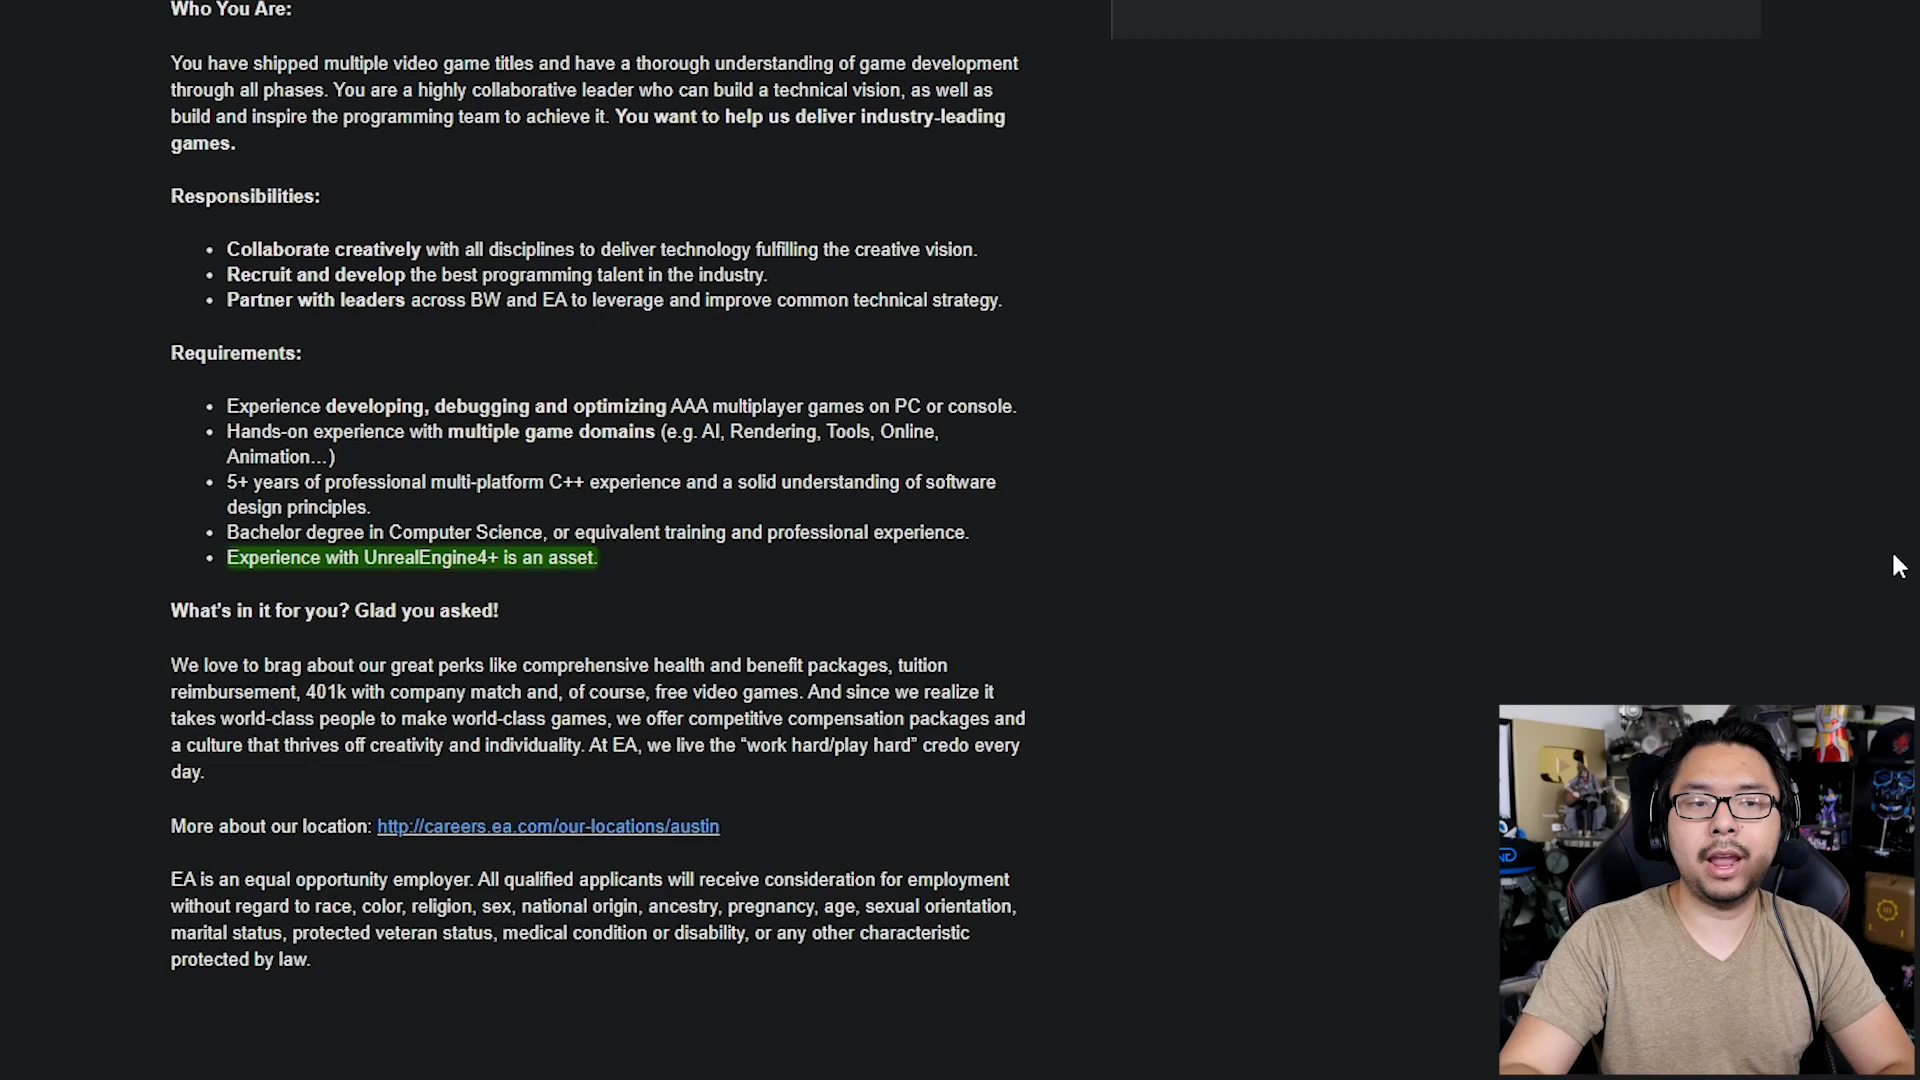 Who You Are:
You have shipped multiple video game titles and have a thorough understanding of game development
through all phases. You are a highly collaborative leader who can build a technical vision, as well as
build and inspire the programming team to achieve it. You want to help us deliver industry-leading
games.
Responsibilities:
• Collaborate creatively with all disciplines to deliver technology fulfilling the creative vision.
• Recruit and develop the best programming talent in the industry.
• Partner with leaders across BW and EA to leverage and improve common technical strategy.
Requirements:
• Experience developing, debugging and optimizing AAA multiplayer games on PC or console.
• Hands-on experience with multiple game domains (e.g. AI, Rendering, Tools, Online,
Animation…)
• 5+ years of professional multi-platform C++ experience and a solid understanding of software
design principles.
• Bachelor degree in Computer Science, or equivalent training and professional experience.
• Experience with UnrealEngine4+ is an asset.
What’s in it for you? Glad you asked!
We love to brag about our great perks like comprehensive health and benefit packages, tuition
reimbursement, 401k with company match and, of course, free video games. And since we realize it
takes world-class people to make world-class games, we offer competitive compensation packages and
a culture that thrives off creativity and individuality. At EA, we live the “work hard/play hard” credo every
day.
More about our location: http://careers.ea.com/our-locations/austin
EA is an equal opportunity employer. All qualified applicants will receive consideration for employment
without regard to race, color, religion, sex, national origin, ancestry, pregnancy, age, sexual orientation,
marital status, protected veteran status, medical condition or disability, or any other characteristic
protected by law.